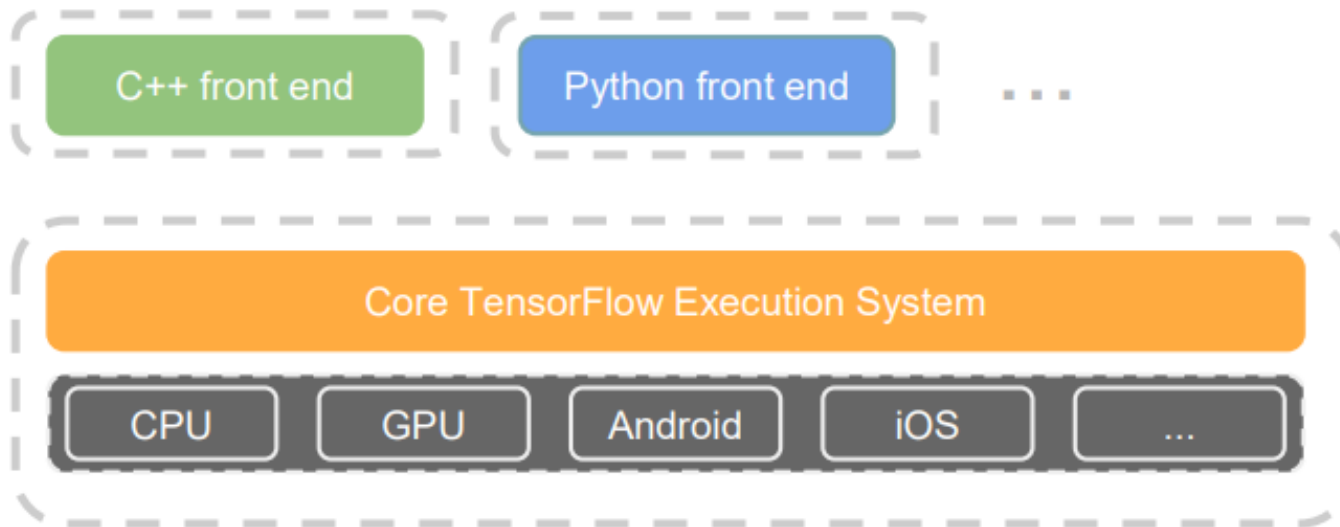 C++ front end
Python front end
...
Core TensorFlow Execution System
CPU
GPU
Android
iOS
...